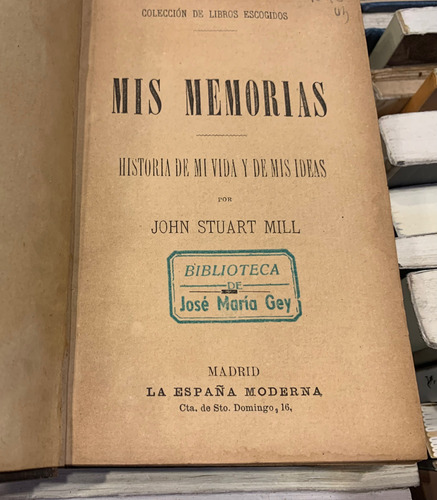 COLECCIÓN DE LIBROS ESCOGIDOS
MIS MEMORIAS
HISTORIA DE MI VIDA Y DE MIS IDEAS
POR
JOHN STUART MILL
BIBLIOTECA
DE
José María Gey
MADRID
LA ESPAÑA MODERNA
Cta. de Sto. Domingo, 16.